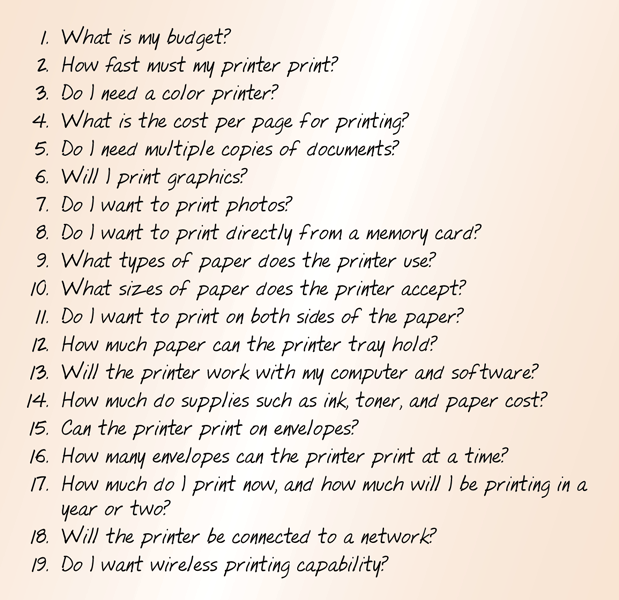 1. What is my budget?
2. How fast must my printer print?
3. Do I need a color printer?
4. What is the cost per page for printing?
5. Do I need multiple copies of documents?
6. Will I print graphics?
7. Do I want to print photos?
8. Do I want to print directly from a memory card?
9. What types of paper does the printer use?
10. What sizes of paper does the printer accept?
11. Do I want to print on both sides of the paper?
12. How much paper can the printer tray hold?
13. Will the printer work with my computer and software?
14. How much do supplies such as ink, toner, and paper cost?
15. Can the printer print on envelopes?
16. How many envelopes can the printer print at a time?
17. How much do I print now, and how much will I be printing in a
year or two?
18. Will the printer be connected to a network?
19. Do I want wireless printing capability?